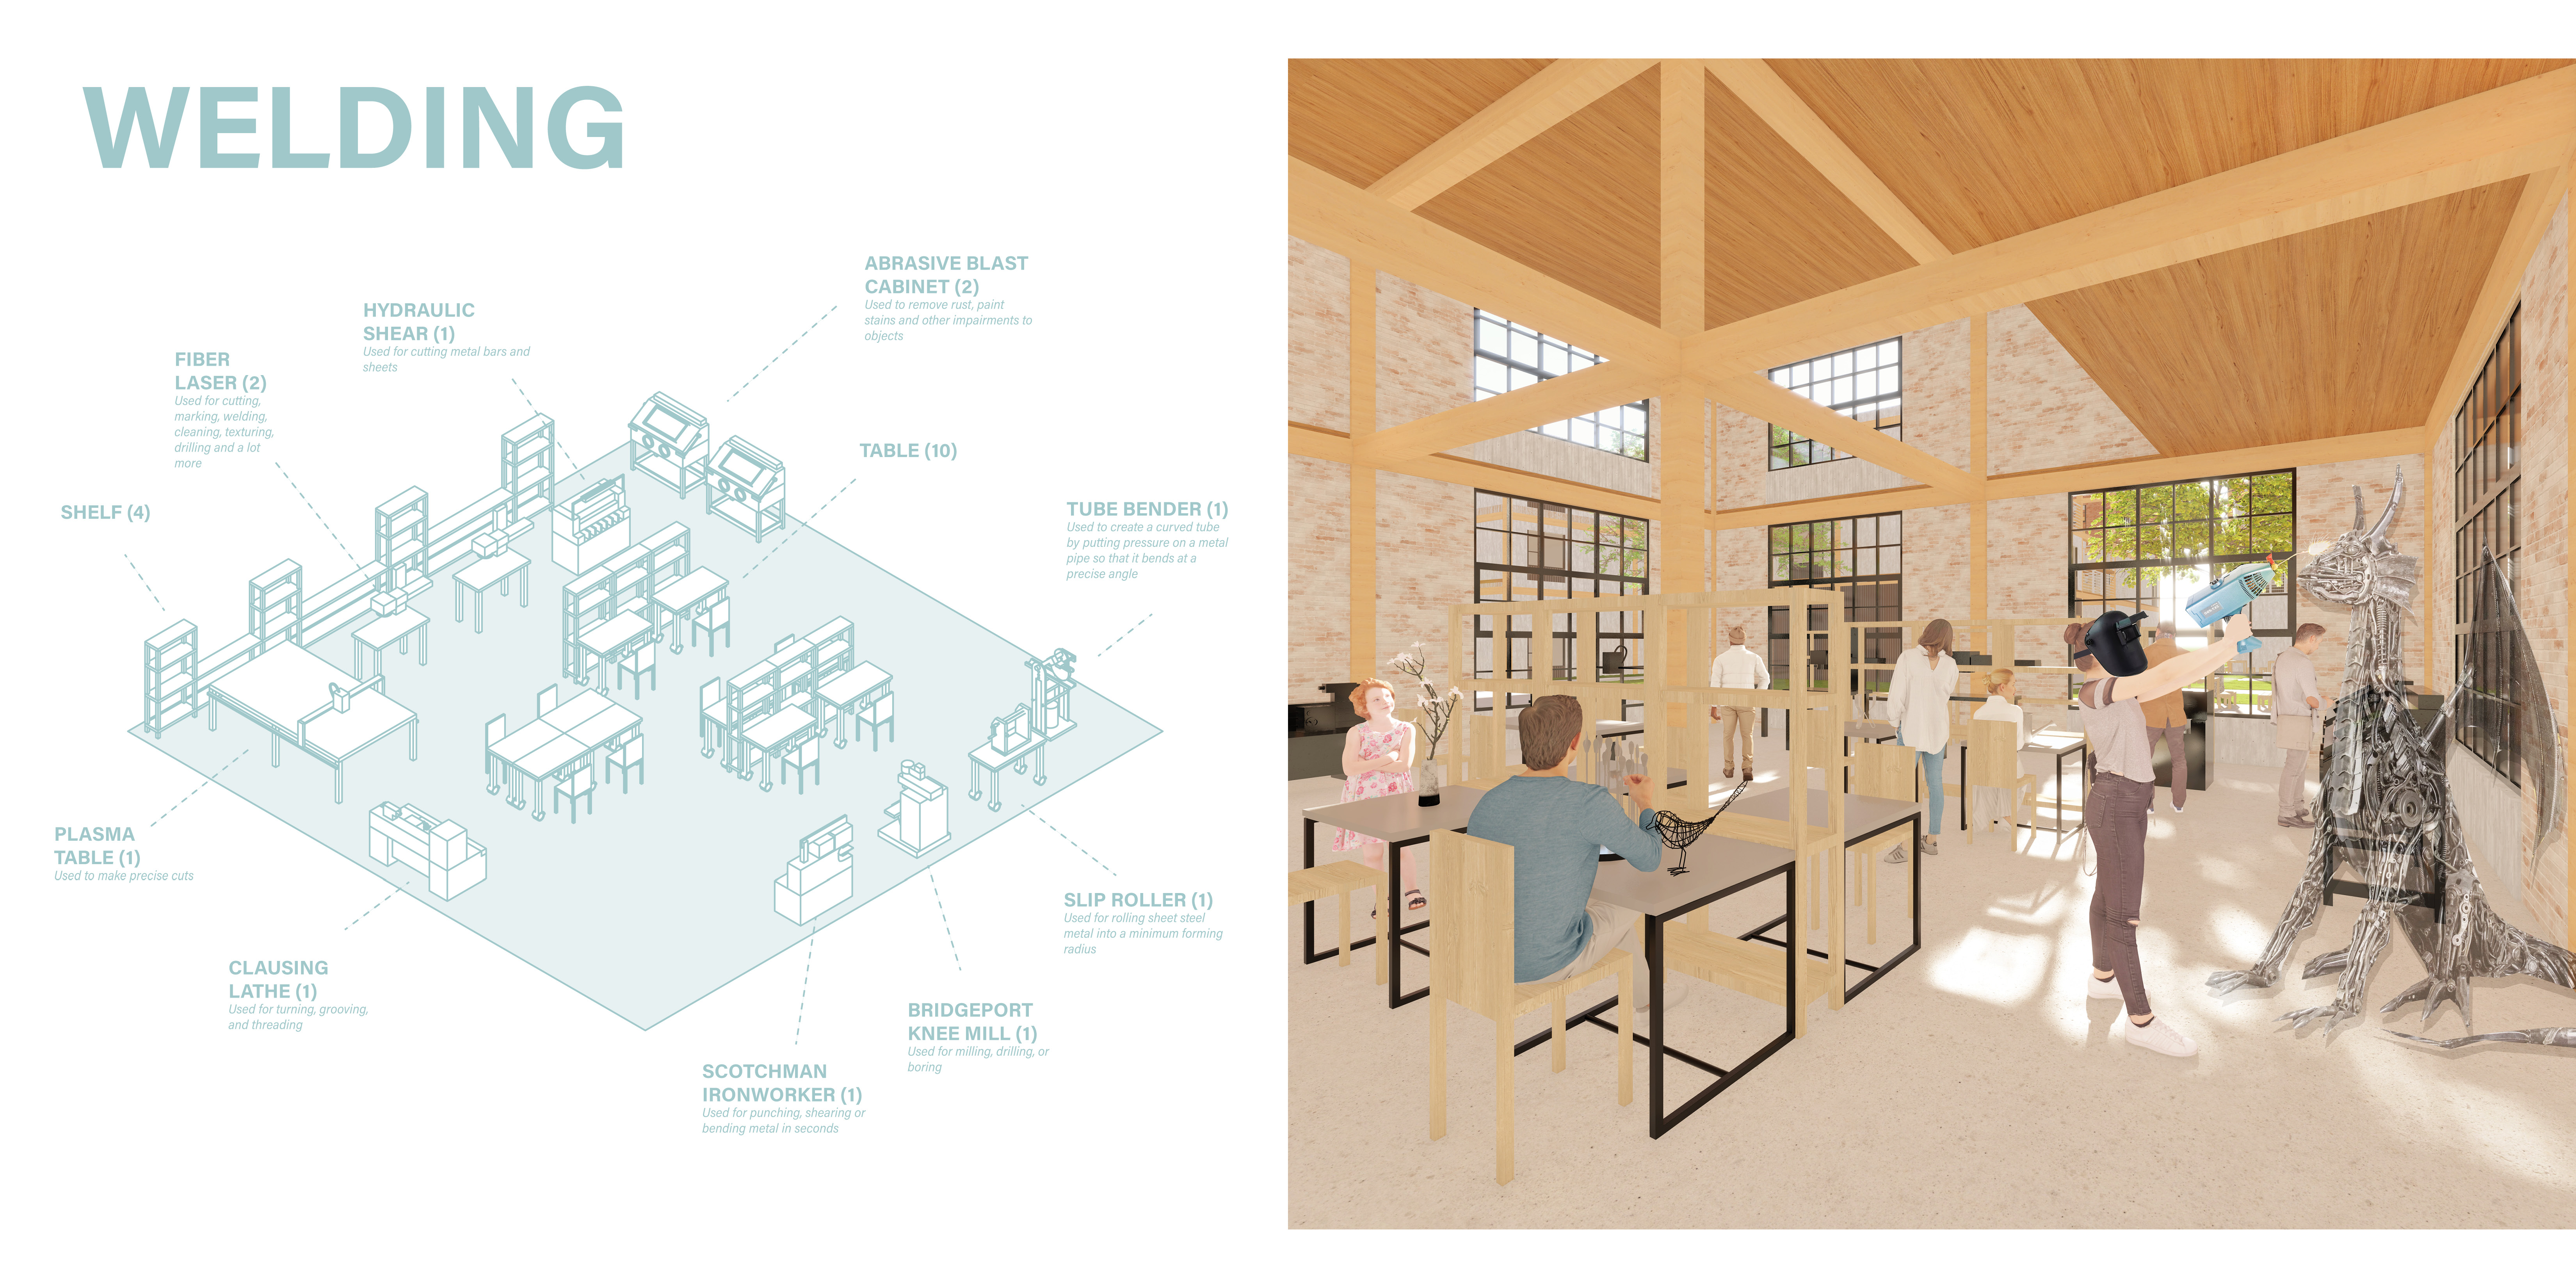 WELDING
ABRASIVE BLAST
CABINET (2)
Used to remove rust, paint
stains and other impairments to
objects
HYDRAULIC
SHEAR (1)
Used for cutting metal bars and
sheets
FIBER
LASER (2)
Used for cutting,
marking, welding,
cleaning, texturing,
drilling and a lot
more
TABLE (10)
SHELF (4)
TUBE BENDER (1)
Used to create a curved tube
by putting pressure on a metal
pipe so that it bends at a
precise angle
PLASMA
TABLE (1)
Used to make precise cuts
SLIP ROLLER (1)
Used for rolling sheet steel
metal into a minimum forming
radius
CLAUSING
LATHE (1)
Used for turning, grooving,
and threading
BRIDGEPORT
KNEE MILL (1)
Used for milling, drilling, or
boring
SCOTCHMAN
IRONWORKER (1)
Used for punching, shearing or
bending metal in seconds